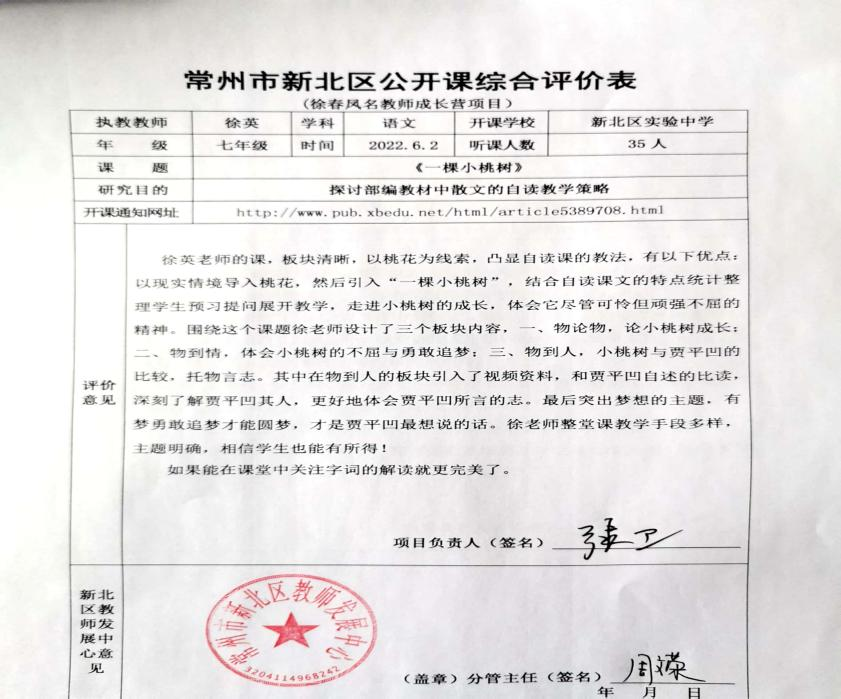 常州市新北区公开课综合评价表
(徐春凤名教师成长营项目)
执教教师 徐英 学科 语文 开课学校 新北区实验中学
年 级 七年级 时间 2022.6.2 听课人数 35人
课 题 《一棵小桃树》
研究目的 探讨部编教材中散文的自读教学策略
开课通知网址 http://www.pub.xbedu.net/html/article5389708.html
评价意见
徐英老师的课，板块清晰，以桃花为线索，凸显自读课的教法，有以下优点：
以现实情境导入桃花，然后引入“一棵小桃树”，结合自读课文的特点统计整
理学生预习提问展开教学，走进小桃树的成长，体会它尽管可怜但顽强不屈的
精神。围绕这个课题徐老师设计了三个板块内容，一、物论物，论小桃树成长；
二、物到情，体会小桃树的不屈与勇敢追梦；三、物到人，小桃树与贾平凹的
比较，托物言志。其中在物到人的板块引入了视频资料，和贾平凹自述的比读，
深刻了解贾平凹其人，更好地体会贾平凹所言的志。最后突出梦想的主题，有
梦勇敢追梦才能圆梦，才是贾平凹最想说的话。徐老师整堂课教学手段多样，
主题明确，相信学生也能有所得！
如果能在课堂中关注字词的解读就更完美了。
项目负责人（签名） 张卫
新北
区教
师发
展中
心意
见
常州市新北区教师发展中心
3204114968242
（盖章）分管主任（签名）
年 月 日